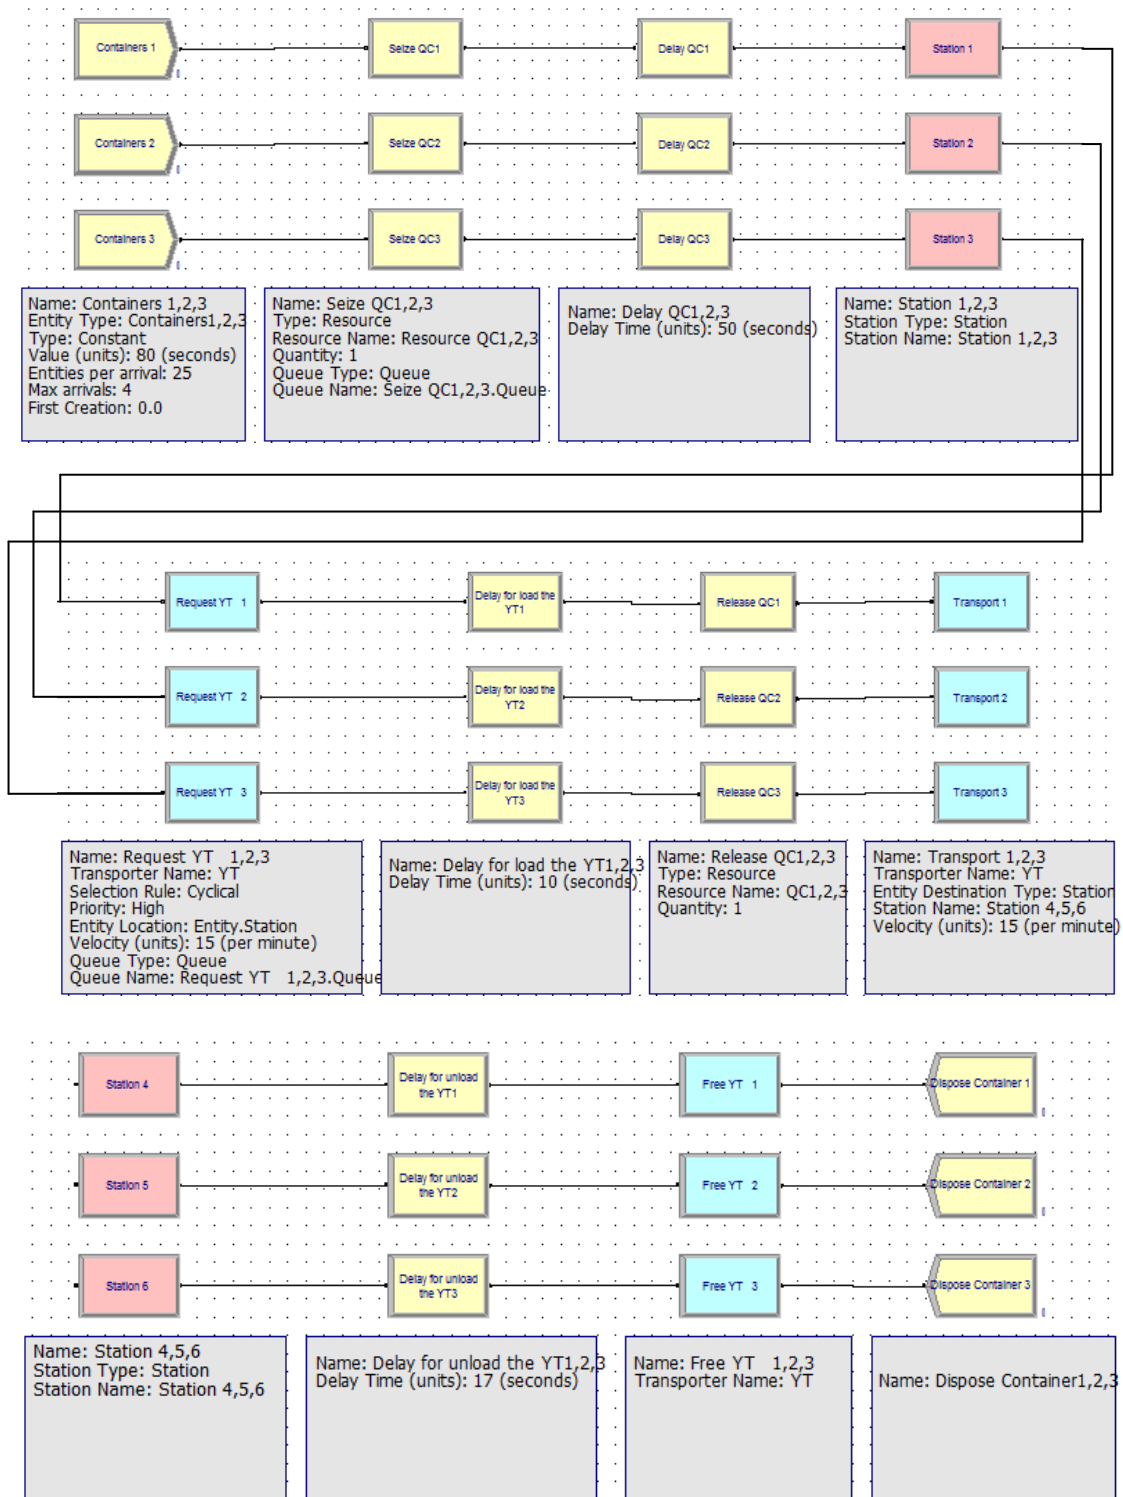 Containers 1
Seize QC1
Delay QC1
Station 1
0
Containers 2
Seize QC2
Delay QC2
Station 2
0
Containers 3
Seize QC3
Delay QC3
Station 3
0
Name: Containers 1,2,3
Entity Type: Containers1,2,3
Type: Constant
Value (units): 80 (seconds)
Entities per arrival: 25
Max arrivals: 4
First Creation: 0.0
Name: Seize QC1,2,3
Type: Resource
Resource Name: Resource QC1,2,3
Quantity: 1
Queue Type: Queue
Queue Name: Seize QC1,2,3.Queue
Name: Delay QC1,2,3
Delay Time (units): 50 (seconds)
Name: Station 1,2,3
Station Type: Station
Station Name: Station 1,2,3
Request YT 1
Delay for load the
YT1
Release QC1
Transport 1
Request YT 2
Delay for load the
YT2
Release QC2
Transport 2
Request YT 3
Delay for load the
YT3
Release QC3
Transport 3
Name: Request YT 1,2,3
Transporter Name: YT
Selection Rule: Cyclical
Priority: High
Entity Location: Entity.Station
Velocity (units): 15 (per minute)
Queue Type: Queue
Queue Name: Request YT 1,2,3.Queue
Name: Delay for load the YT1,2,3
Delay Time (units): 10 (seconds)
Name: Release QC1,2,3
Type: Resource
Resource Name: QC1,2,3
Quantity: 1
Name: Transport 1,2,3
Transporter Name: YT
Entity Destination Type: Station
Station Name: Station 4,5,6
Velocity (units): 15 (per minute)
Station 4
Delay for unload
the YT1
Free YT 1
Dispose Container 1
0
Station 5
Delay for unload
the YT2
Free YT 2
Dispose Container 2
0
Station 6
Delay for unload
the YT3
Free YT 3
Dispose Container 3
0
Name: Station 4,5,6
Station Type: Station
Station Name: Station 4,5,6
Name: Delay for unload the YT1,2,3
Delay Time (units): 17 (seconds)
Name: Free YT 1,2,3
Transporter Name: YT
Name: Dispose Container1,2,3